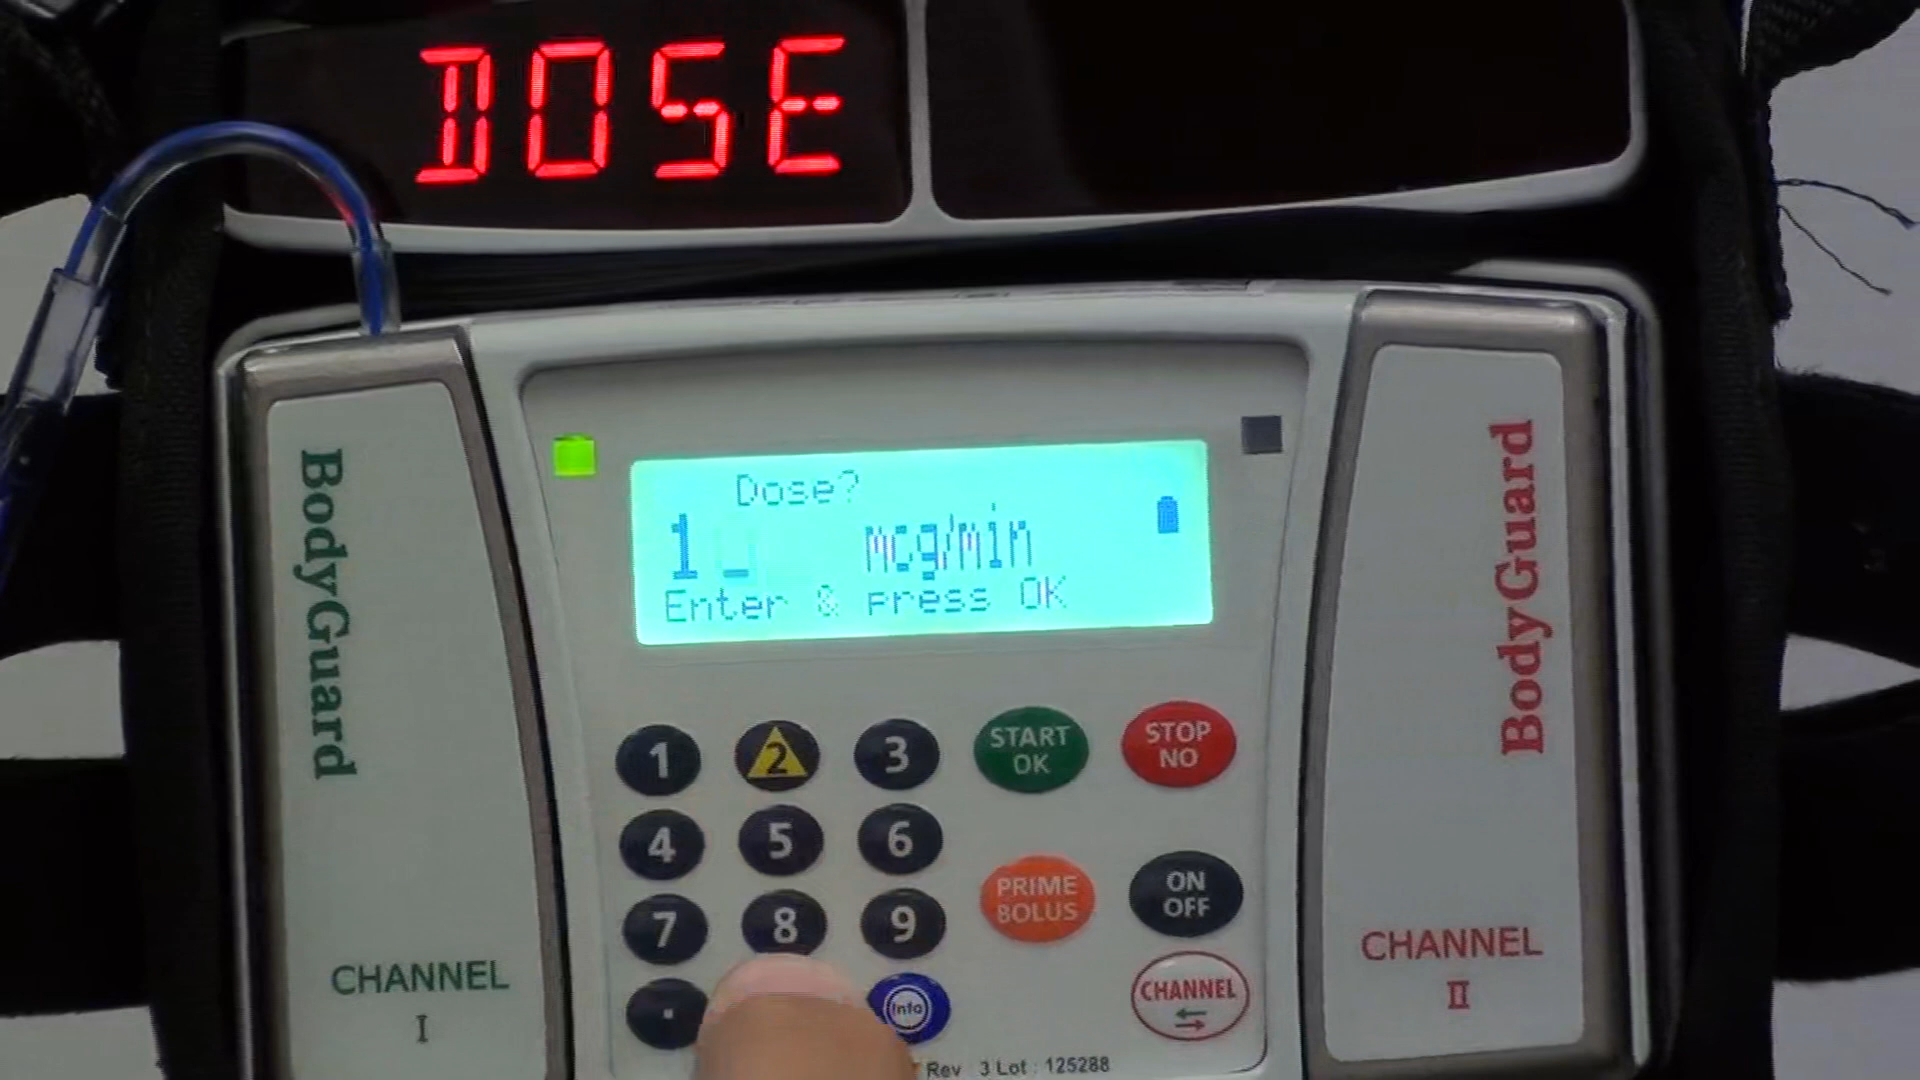 DOSE
Dose?
1 mcg/min
Enter & press OK
BodyGuard
CHANNEL
I
1 2 3
4 5 6
7 8 9
.
Info
START
OK
STOP
NO
PRIME
BOLUS
ON
OFF
CHANNEL
Rev 3 Lot : 125288
BodyGuard
CHANNEL
II